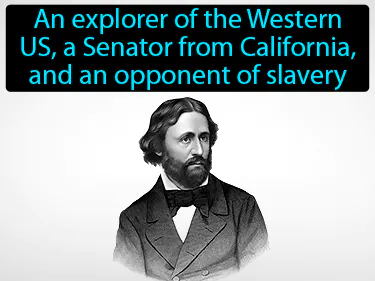 An explorer of the Western
US, a Senator from California,
and an opponent of slavery